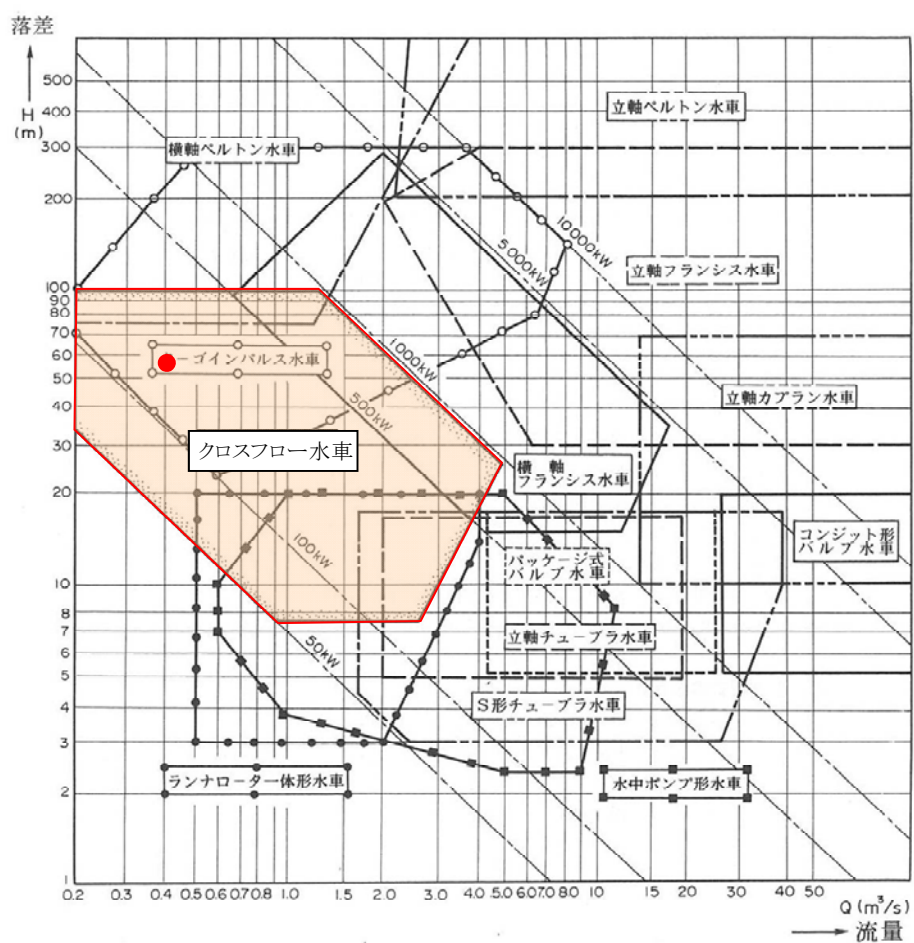 落差
H
(m)
500
400
300
200
100
90
80
70
60
50
40
30
20
10
8
7
6
5
4
3
2
1
立軸ペルトン水車
横軸ペルトン水車
10000kW
5000kW
立軸フランシス水車
1000kW
ーゴインパルス水車
500kW
立軸カプラン水車
クロスフロー水車
横軸
フランシス水車
コンジット形
バルブ水車
100kW
パッケージ式
バルブ水車
立軸チューブラ水車
50kW
S形チューブラ水車
ランナロータ一体形水車
水中ポンプ形水車
0.2 0.3 0.4 0.5 0.6 0.7 0.8 1.0 1.5 2.0 3.0 4.0 5.0 6.0 7.0 8.0 10 15 20 30 40 50
Q (m³/s)
流量